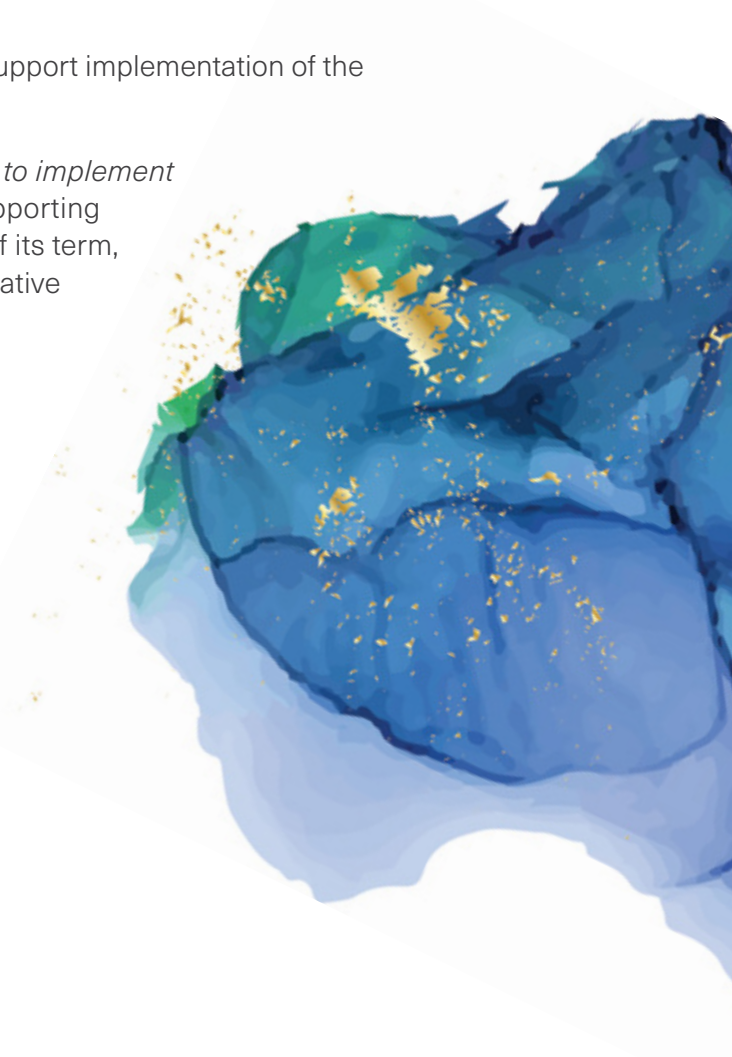 upport implementation of the
to implement
pporting
f its term,
ative